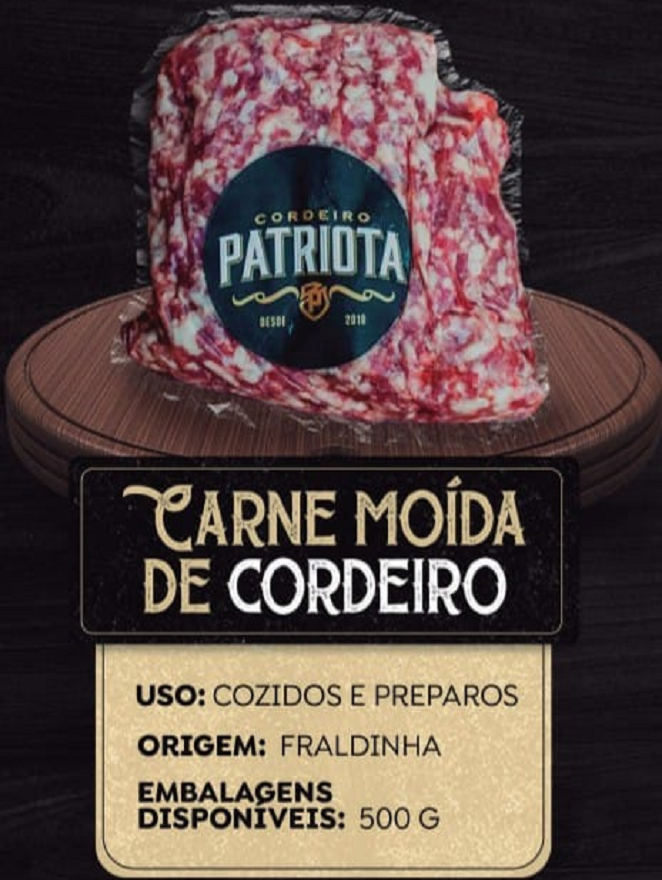 CORDEIRO
PATRIOTA
DESDE 2018
CARNE MOÍDA
DE CORDEIRO
USO: COZIDOS E PREPAROS
ORIGEM: FRALDINHA
EMBALAGENS
DISPONÍVEIS: 500 G